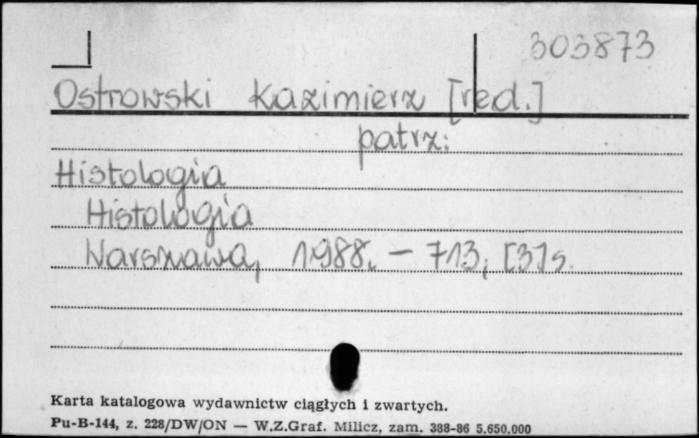 303873
Ostrowski Kazimierz [red.]
patrz:
Histologia
Histologia
Warszawa, 1988. – 713, [3] s.
Karta katalogowa wydawnictw ciągłych i zwartych.
Pu-B-144, z. 228/DW/ON — W.Z.Graf. Milicz, zam. 388-86 5.650.000